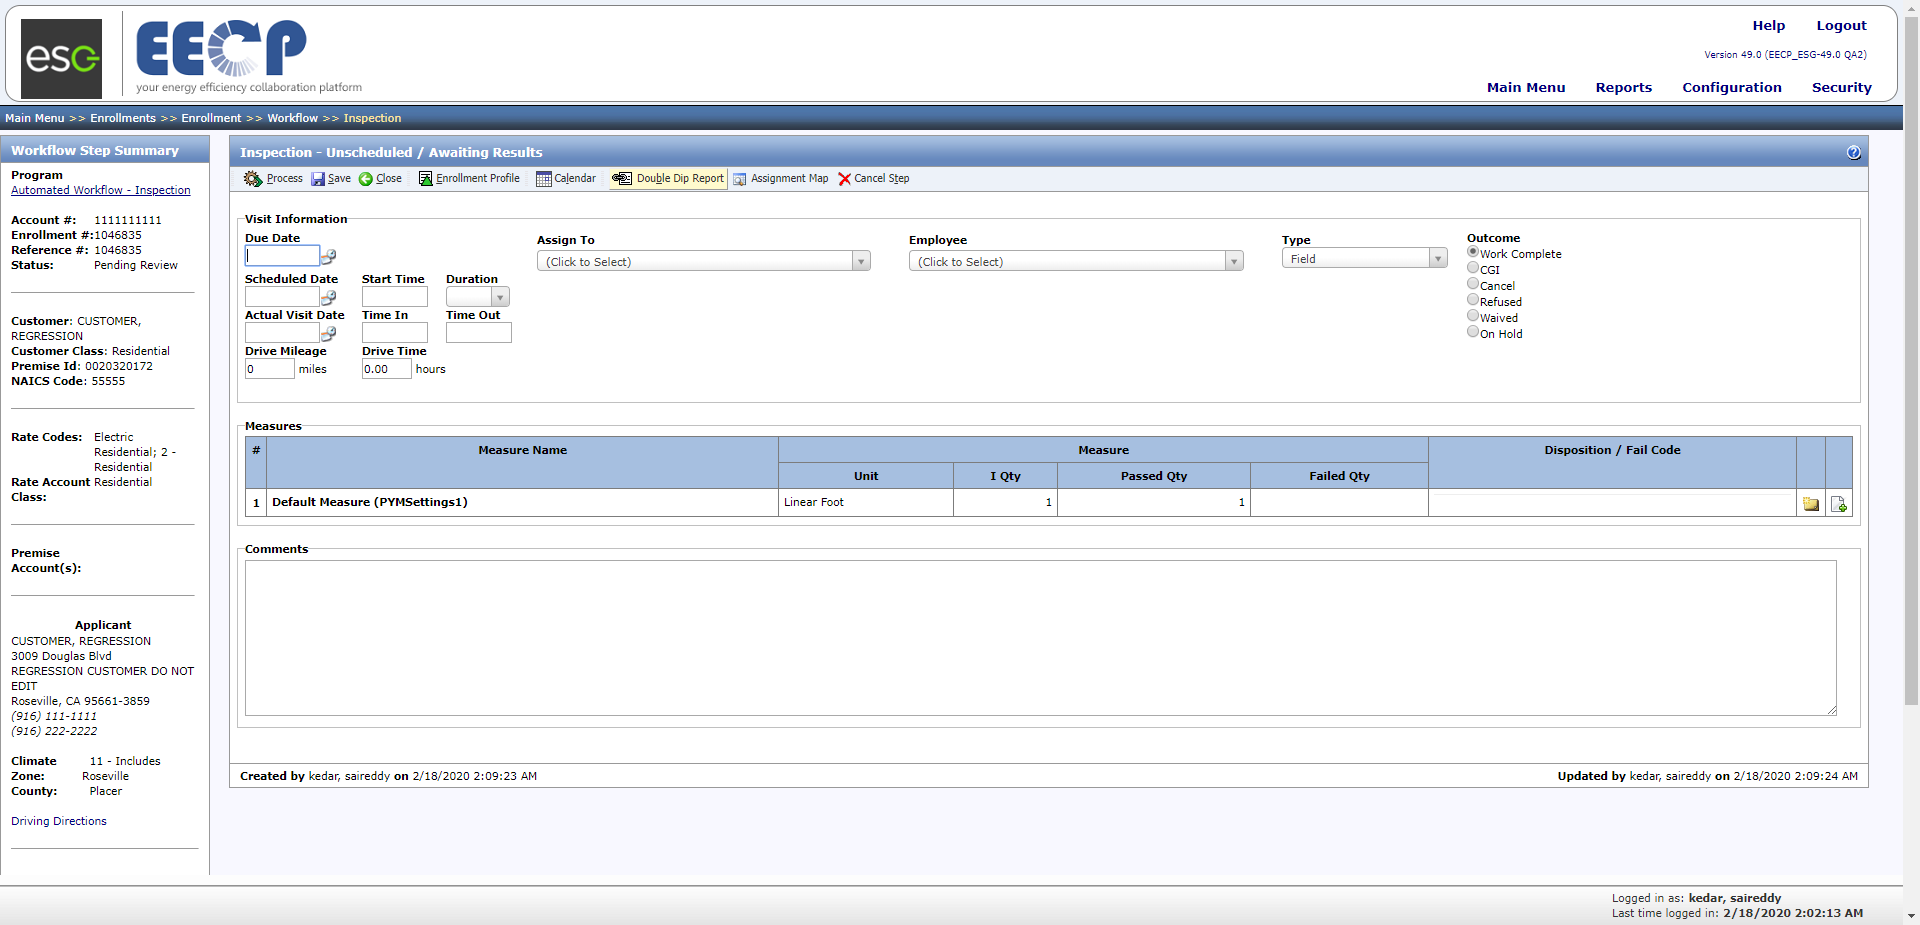 esg
EECP
your energy efficiency collaboration platform
Help Logout
Version 49.0 (EECP_ESG-49.0 QA2)
Main Menu Reports Configuration Security
Main Menu >> Enrollments >> Enrollment >> Workflow >> Inspection
Workflow Step Summary
Program
Automated Workflow - Inspection
Account #: 1111111111
Enrollment #:1046835
Reference #: 1046835
Status: Pending Review
Customer: CUSTOMER,
REGRESSION
Customer Class: Residential
Premise Id: 0020320172
NAICS Code: 55555
Rate Codes: Electric
Residential; 2 -
Residential
Rate Account Residential
Class:
Premise
Account(s):
Applicant
CUSTOMER, REGRESSION
3009 Douglas Blvd
REGRESSION CUSTOMER DO NOT
EDIT
Roseville, CA 95661-3859
(916) 111-1111
(916) 222-2222
Climate 11 - Includes
Zone: Roseville
County: Placer
Driving Directions
Inspection - Unscheduled / Awaiting Results
Process Save Close Enrollment Profile Calendar Double Dip Report Assignment Map Cancel Step
Visit Information
Due Date
Assign To
(Click to Select)
Employee
(Click to Select)
Type
Field
Outcome
Work Complete
CGI
Cancel
Refused
Waived
On Hold
Scheduled Date Start Time Duration
Actual Visit Date Time In Time Out
Drive Mileage Drive Time
0 miles 0.00 hours
Measures
# Measure Name Measure Disposition / Fail Code
Unit I Qty Passed Qty Failed Qty
1 Default Measure (PYMSettings1) Linear Foot 1 1
Comments
Created by kedar, saireddy on 2/18/2020 2:09:23 AM
Updated by kedar, saireddy on 2/18/2020 2:09:24 AM
Logged in as: kedar, saireddy
Last time logged in: 2/18/2020 2:02:13 AM